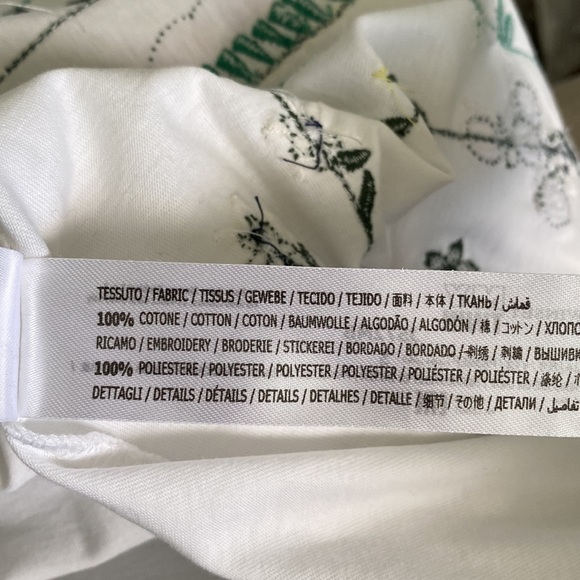 TESSUTO / FABRIC / TISSUS / GEWEBE / TECIDO / TEJIDO / 面料 / 本体 / ТКАНЬ / قماش
100% COTONE / COTTON / COTON / BAUMWOLLE / ALGODÃO / ALGODÓN / 棉 / コットン / ХЛОПО
RICAMO / EMBROIDERY / BRODERIE / STICKEREI / BORDADO / BORDADO / 刺绣 / 刺繍 / ВЫШИВК
100% POLIESTERE / POLYESTER / POLYESTER / POLYESTER / POLIÉSTER / POLIÉSTER / 涤纶 /
DETTAGLI / DETAILS / DÉTAILS / DETAILS / DETALHES / DETALLE / 细节 / その他 / ДЕТАЛИ / تفاصيل